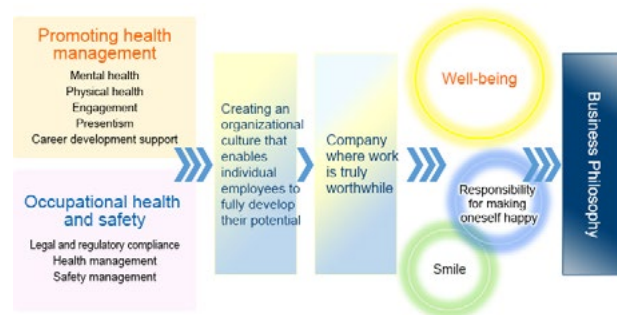 Promoting health
management
Mental health
Physical health
Engagement
Presentism
Career development support
Occupational health
and safety
Legal and regulatory compliance
Health management
Safety management
Creating an
organizational
culture that
enables
individual
employees to
fully develop
their potential
Company
where work
is truly
worthwhile
Well-being
Responsibility
for making
oneself happy
Smile
Business Philosophy